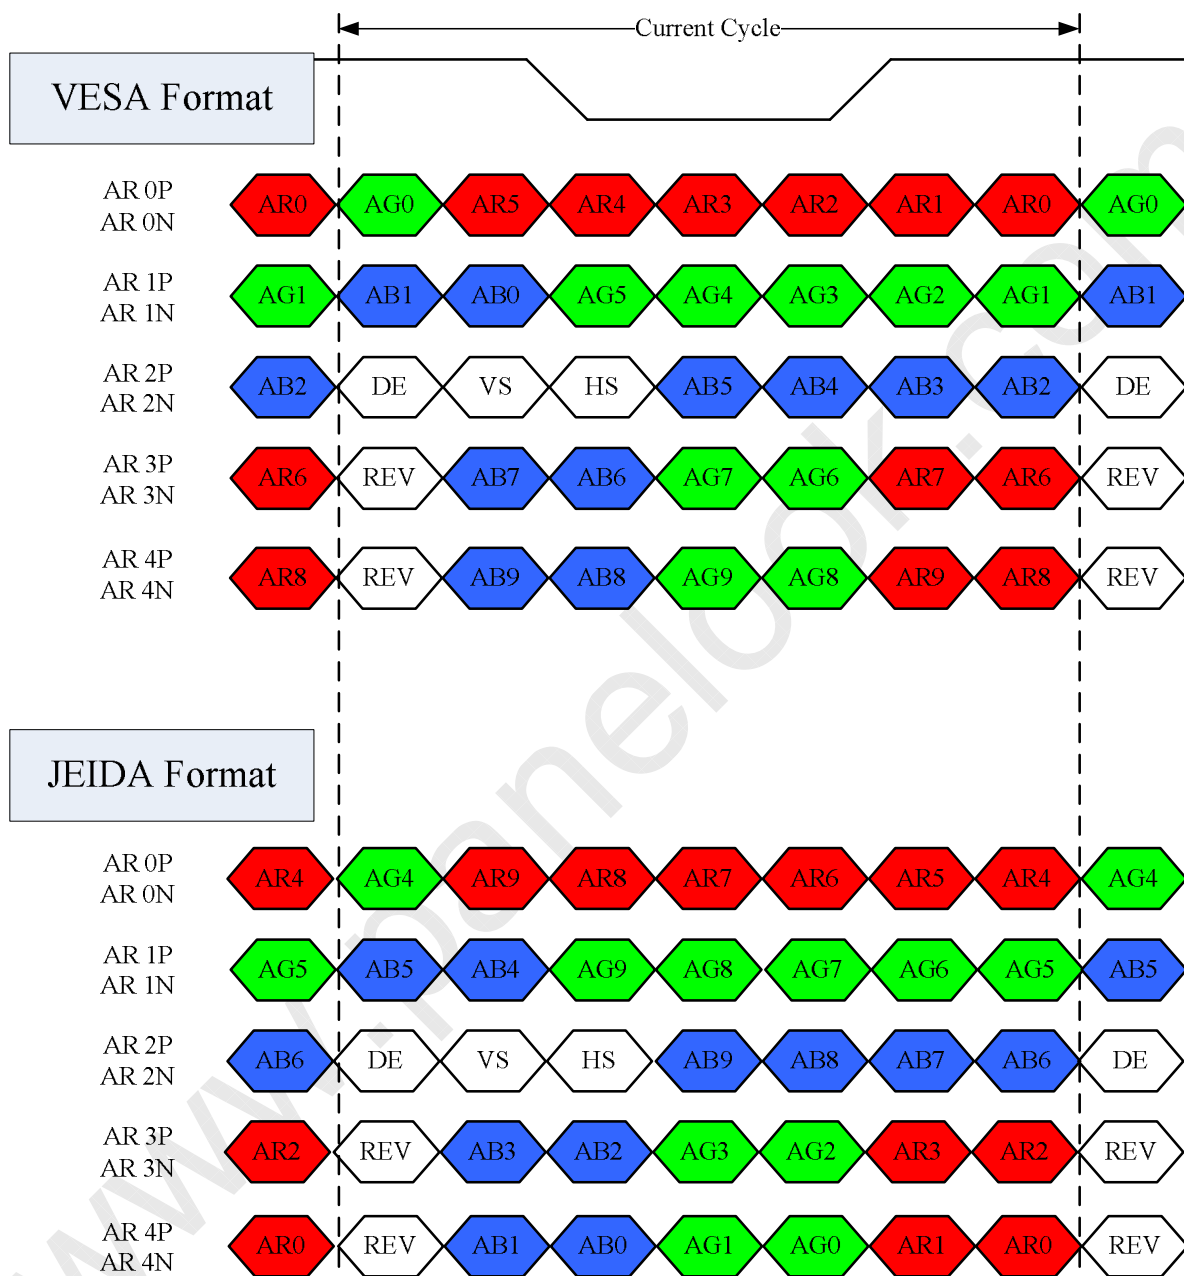 Current Cycle
VESA Format
AR 0P
AR 0N
AR0 AG0 AR5 AR4 AR3 AR2 AR1 AR0 AG0
AR 1P
AR 1N
AG1 AB1 AB0 AG5 AG4 AG3 AG2 AG1 AB1
AR 2P
AR 2N
AB2 DE VS HS AB5 AB4 AB3 AB2 DE
AR 3P
AR 3N
AR6 REV AB7 AB6 AG7 AG6 AR7 AR6 REV
AR 4P
AR 4N
AR8 REV AB9 AB8 AG9 AG8 AR9 AR8 REV
JEIDA Format
AR 0P
AR 0N
AR4 AG4 AR9 AR8 AR7 AR6 AR5 AR4 AG4
AR 1P
AR 1N
AG5 AB5 AB4 AG9 AG8 AG7 AG6 AG5 AB5
AR 2P
AR 2N
AB6 DE VS HS AB9 AB8 AB7 AB6 DE
AR 3P
AR 3N
AR2 REV AB3 AB2 AG3 AG2 AR3 AR2 REV
AR 4P
AR 4N
AR0 REV AB1 AB0 AG1 AG0 AR1 AR0 REV
www.panelook.com